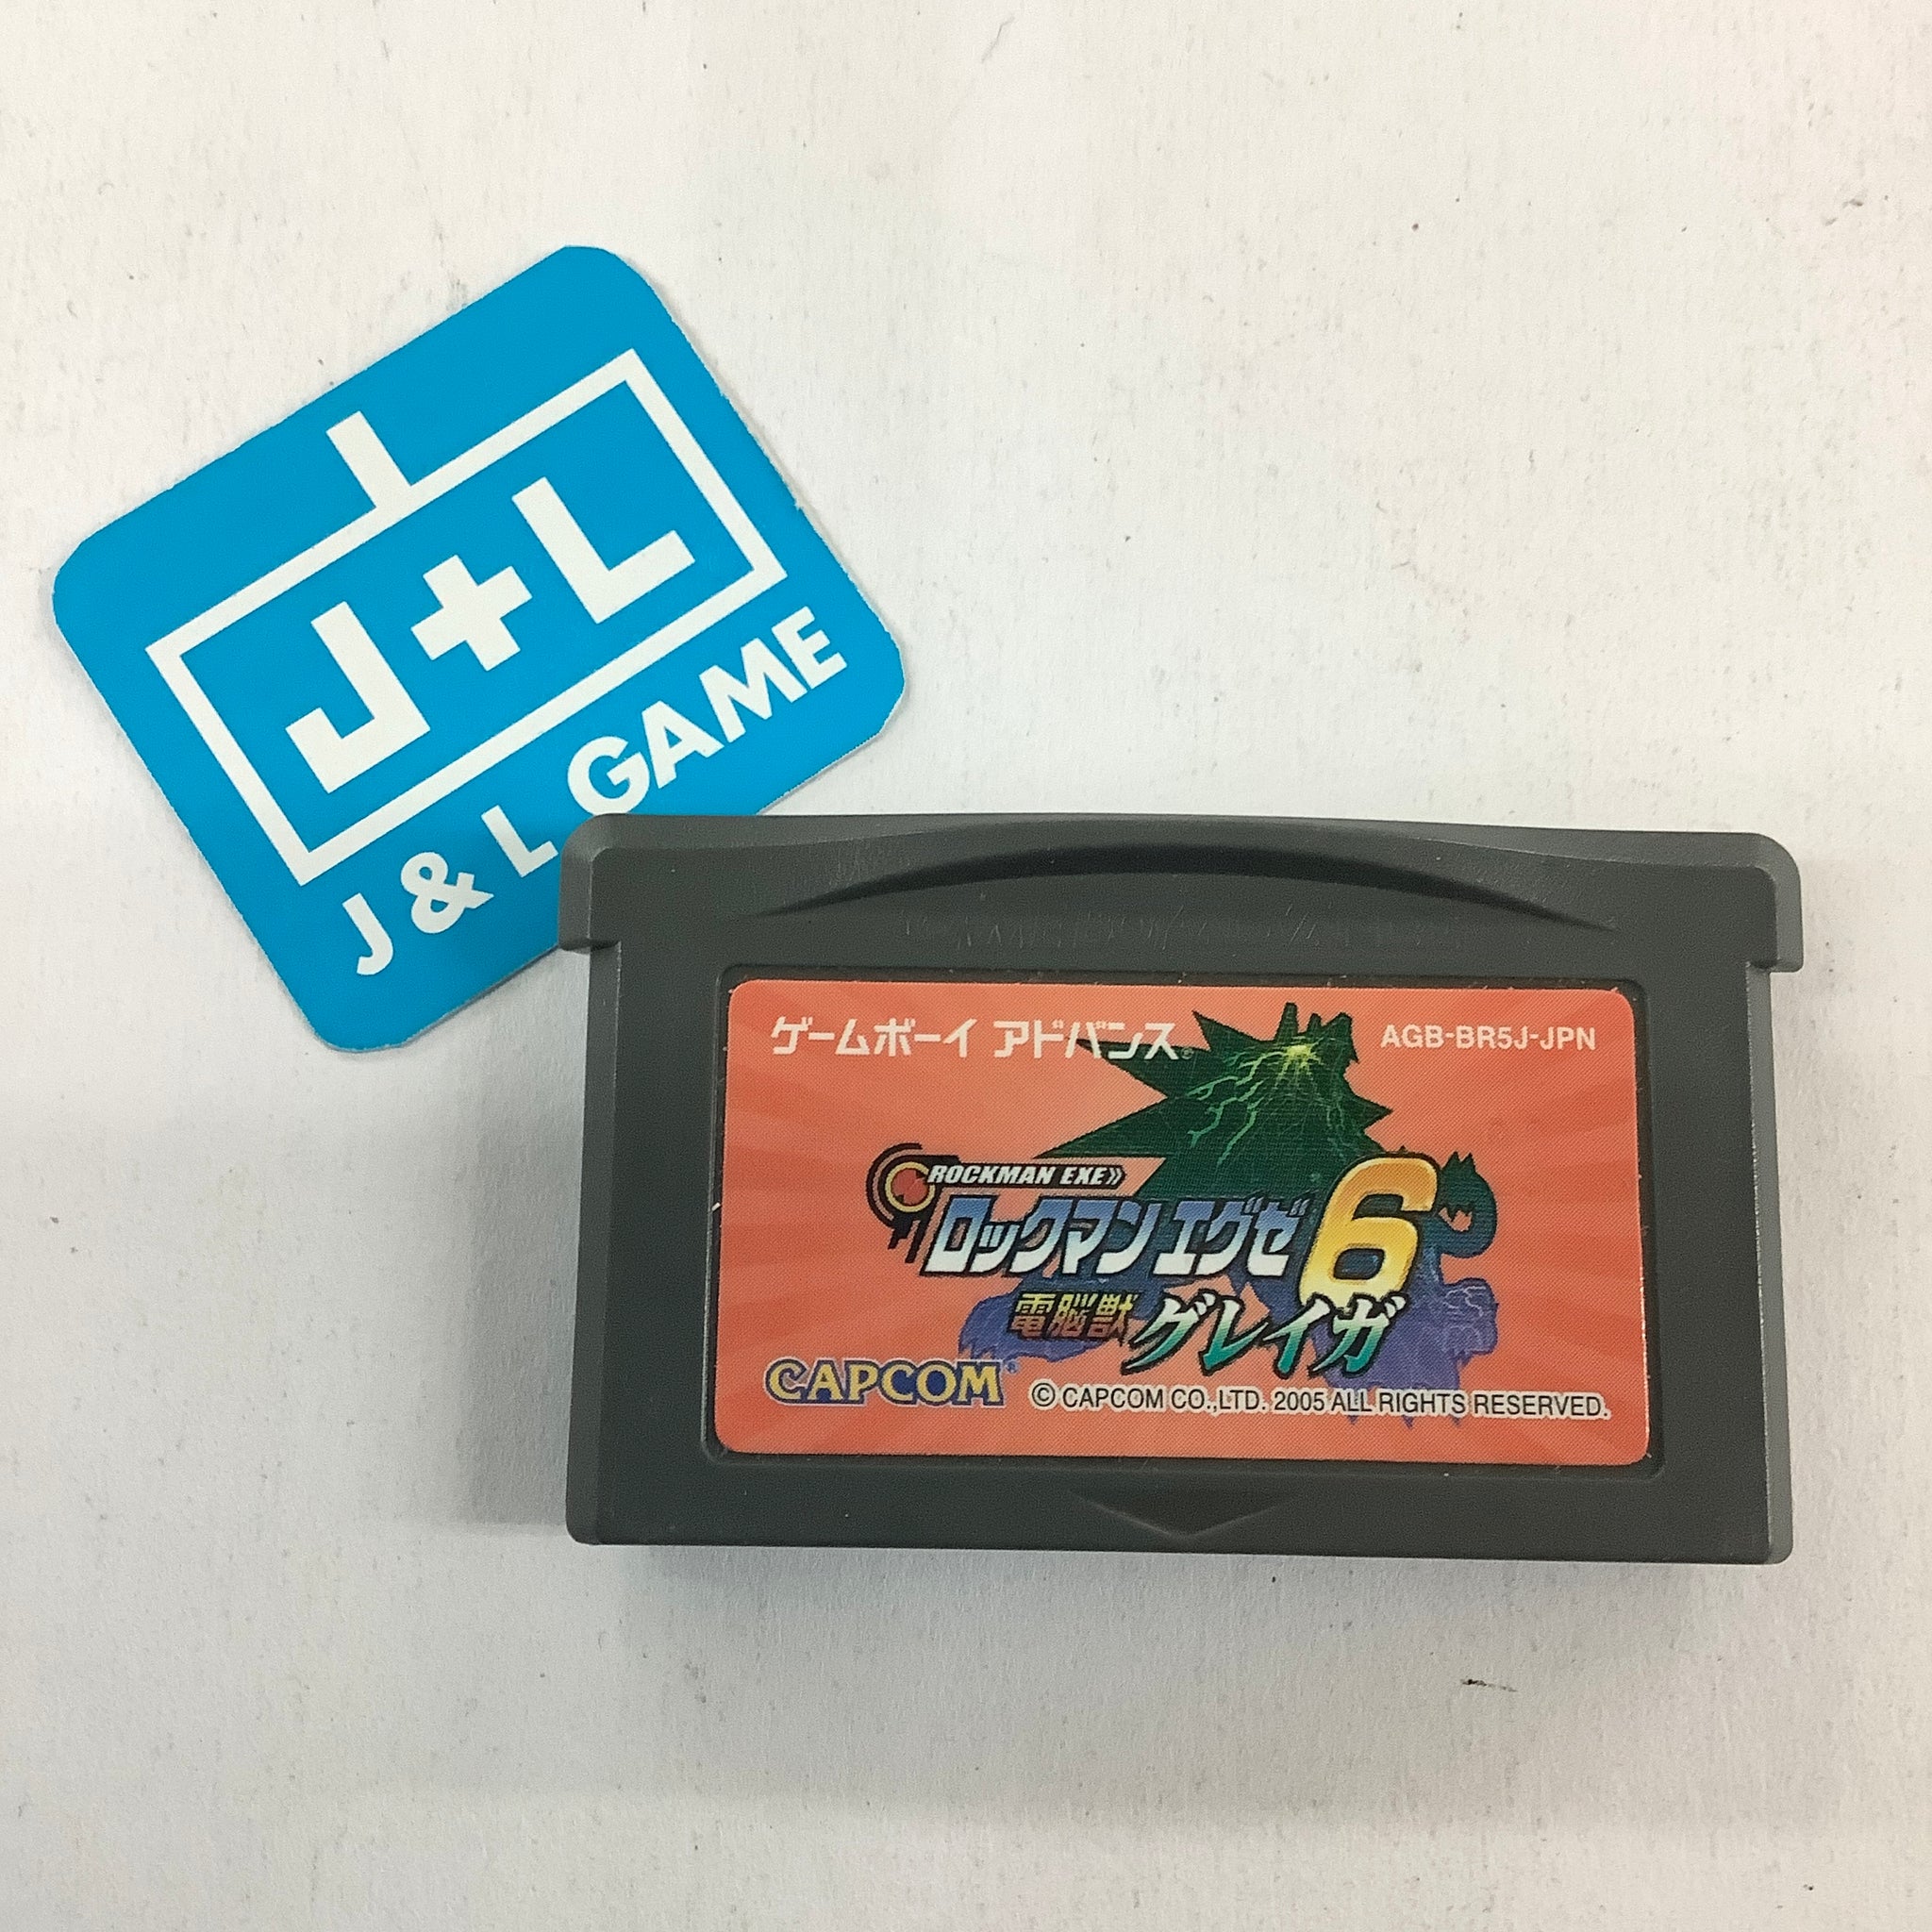 J+L
J & L GAME
ゲームボーイ アドバンス
AGB-BR5J-JPN
ROCKMAN EXE
ロックマン エグゼ6
電脳獣 グレイガ
CAPCOM®
© CAPCOM CO.,LTD. 2005 ALL RIGHTS RESERVED.